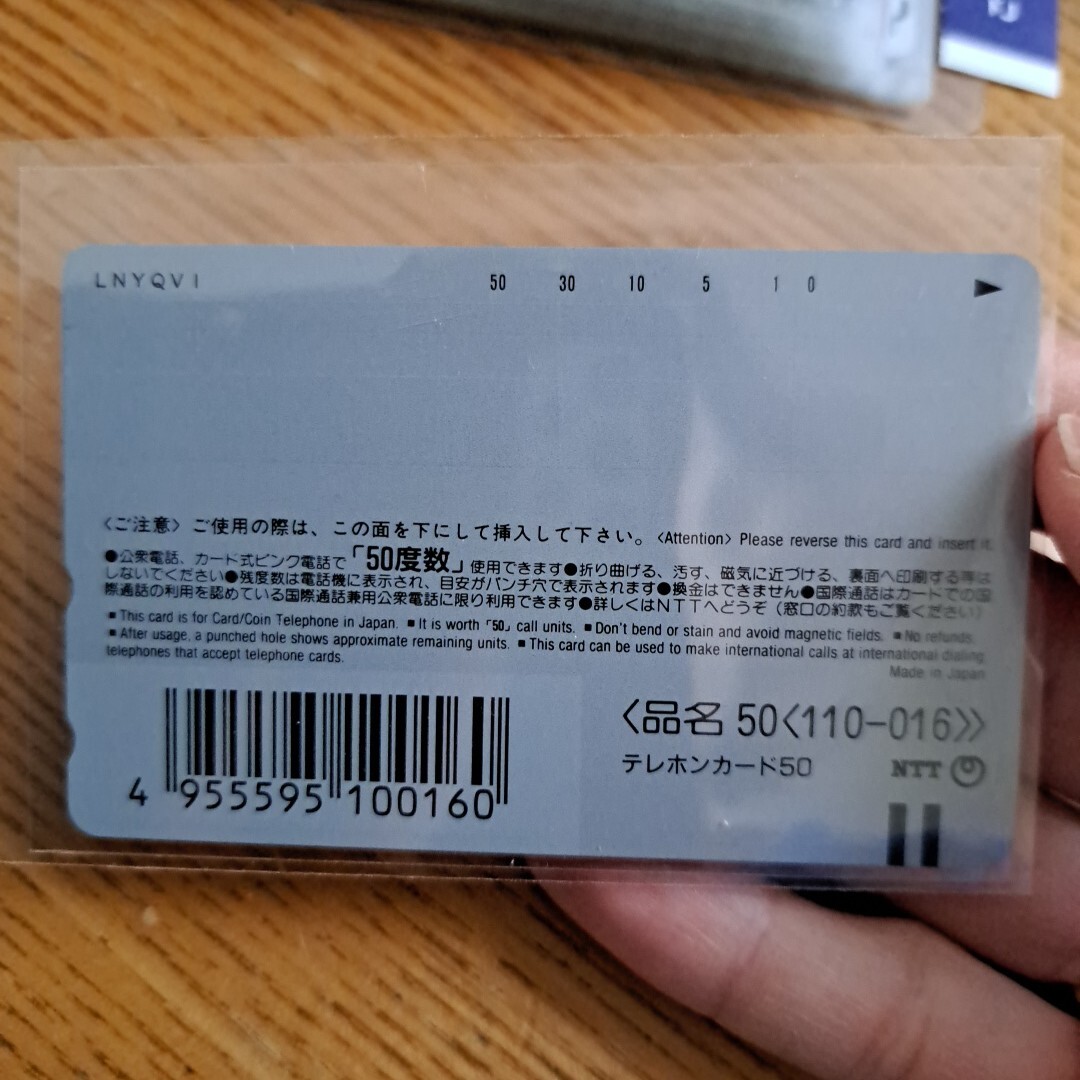 LNYQVI 50 30 10 5 1 0 ▶
〈ご注意〉ご使用の際は、この面を下にして挿入して下さい。〈Attention〉 Please reverse this card and insert it.
●公衆電話、カード式ピンク電話で「50度数」使用できます●折り曲げる、汚す、磁気に近づける、裏面へ印刷する等は
しないでください●残度数は電話機に表示され、目安がパンチ穴で表示されます●換金はできません●国際通話はカードでの国
際通話の利用を認めている国際通話兼用公衆電話に限り利用できます●詳しくはNTTへどうぞ（窓口の約款もご覧ください）
■This card is for Card/Coin Telephone in Japan. ■It is worth「50」call units. ■Don't bend or stain and avoid magnetic fields. ■No refunds.
■After usage, a punched hole shows approximate remaining units. ■This card can be used to make international calls at international dialing
telephones that accept telephone cards.
Made in Japan
〈品名 50〈110-016〉〉
テレホンカード50
NTT
4 955595 100160